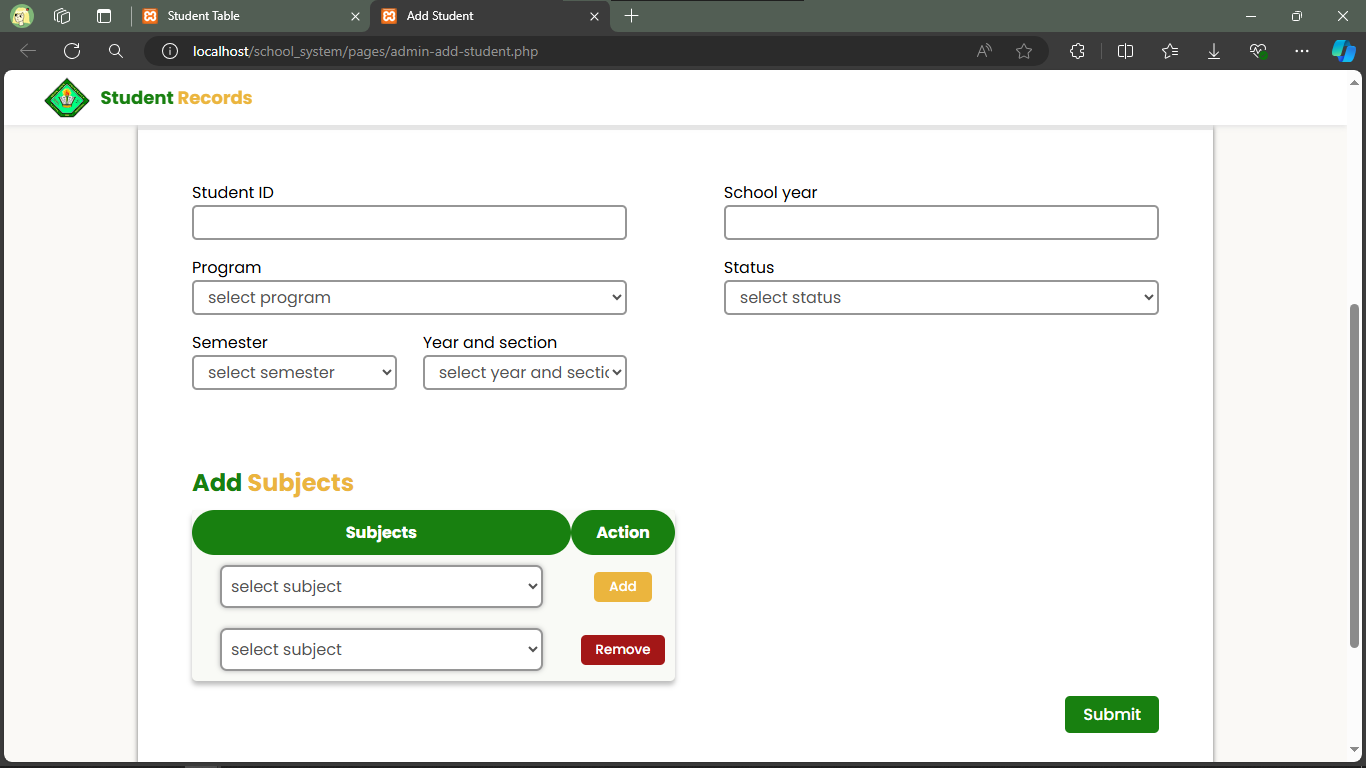 Student Table
Add Student
localhost/school_system/pages/admin-add-student.php
Student Records
Student ID
School year
Program
Status
select program
select status
Semester
Year and section
select semester
select year and sectic
Add Subjects
Subjects
Action
select subject
Add
select subject
Remove
Submit